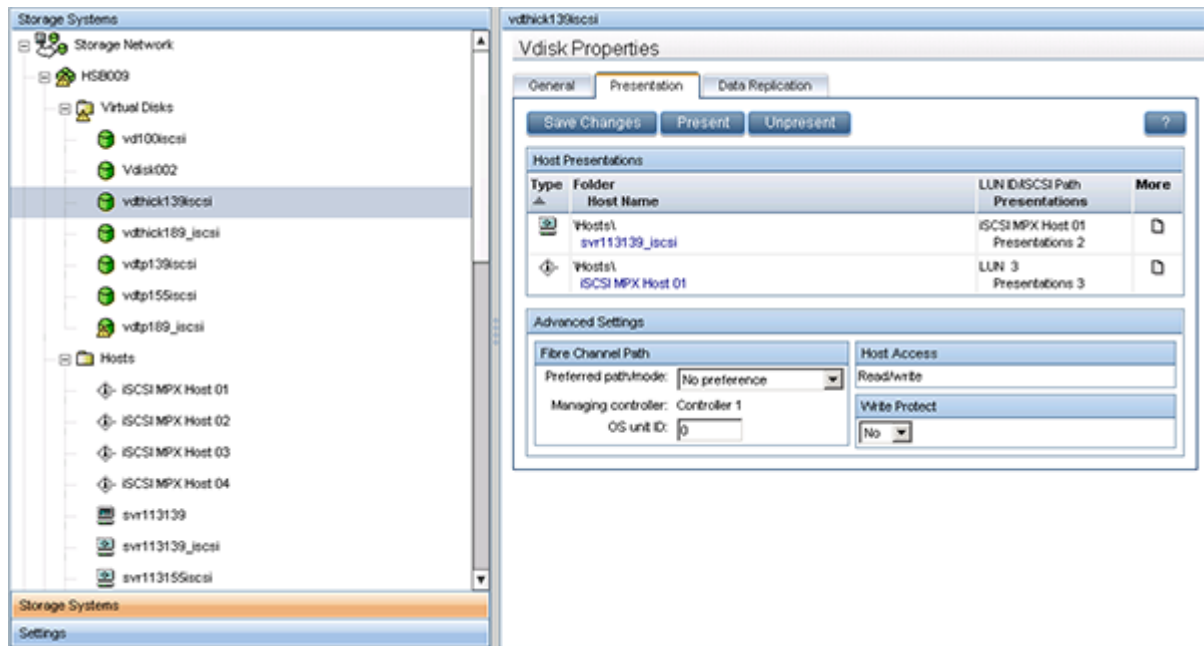 Storage Systems
Storage Network
HSB009
Virtual Disks
vd100iscsi
Vdisk002
vdthick139iscsi
vdthick189_iscsi
vdtp139iscsi
vdtp155iscsi
vdtp189_iscsi
Hosts
iSCSI MPX Host 01
iSCSI MPX Host 02
iSCSI MPX Host 03
iSCSI MPX Host 04
svr113139
svr113139_iscsi
svr113155iscsi
Storage Systems
Settings
vdthick139iscsi
Vdisk Properties
General Presentation Data Replication
Save Changes Present Unpresent ?
Host Presentations
Type Folder LUN ID/iSCSI Path More
Host Name Presentations
\Hosts\ iSCSI MPX Host 01
svr113139_iscsi Presentations 2
\Hosts\ LUN 3
iSCSI MPX Host 01 Presentations 3
Advanced Settings
Fibre Channel Path Host Access
Preferred path/mode: No preference Read/write
Managing controller: Controller 1 Write Protect
OS unit ID: 0 No